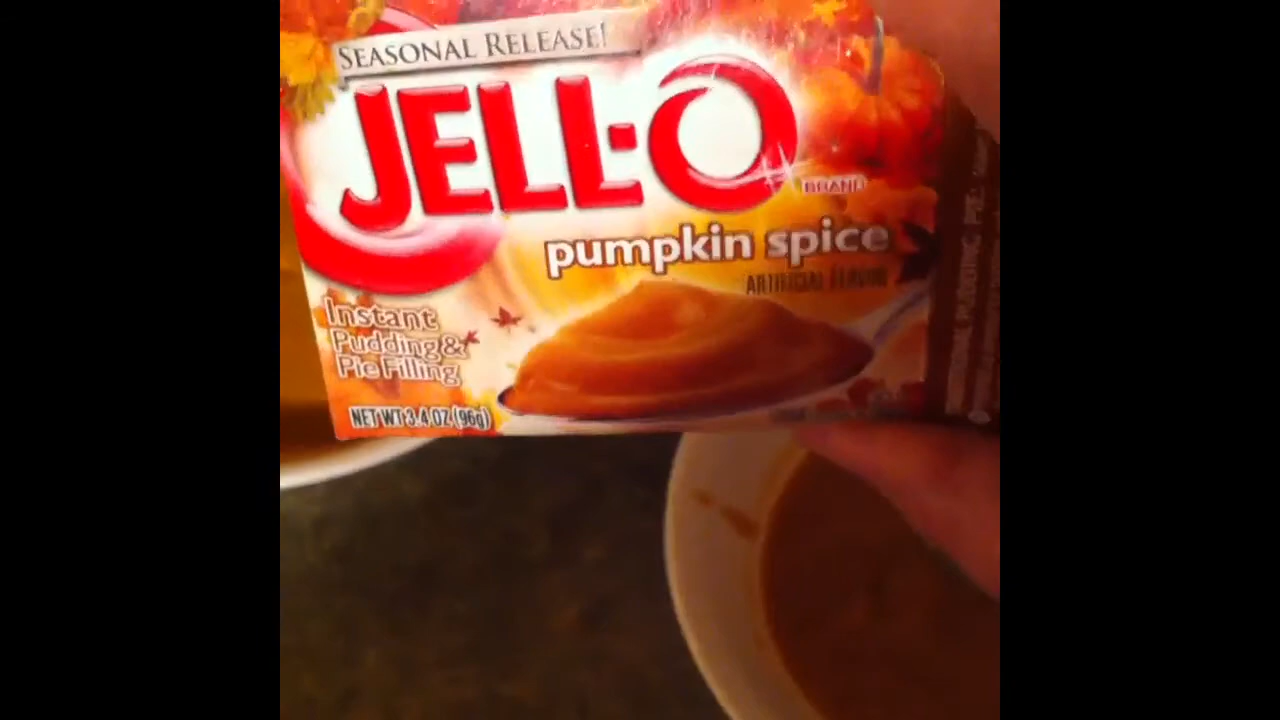 SEASONAL RELEASE!
JELL-O
BRAND
pumpkin spice
ARTIFICIAL FLAVOR
Instant
Pudding &
Pie Filling
NET WT 3.4 OZ (96g)